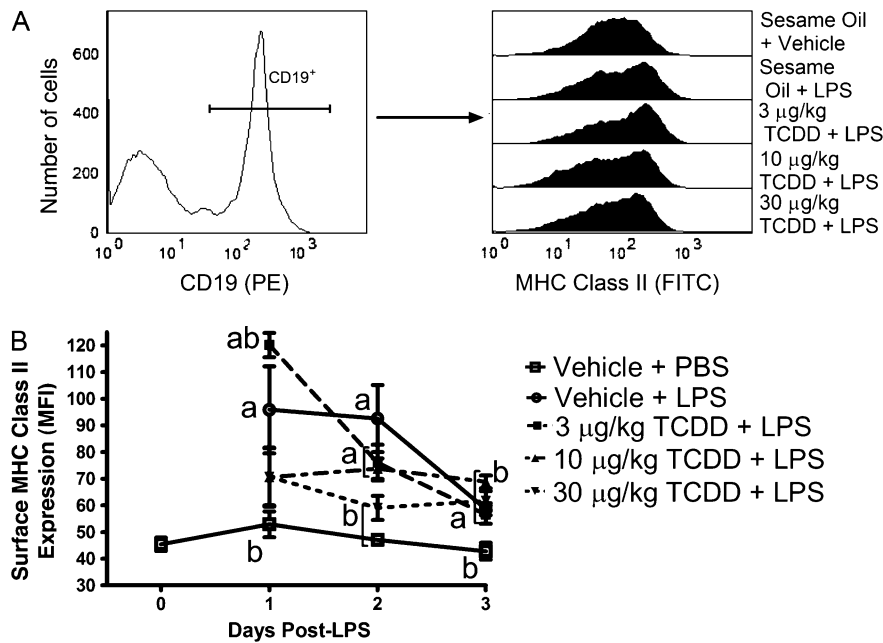 A
Number of cells
600
400
200
0
CD19+
10^0 10^1 10^2 10^3
CD19 (PE)
10^0 10^1 10^2 10^3
MHC Class II (FITC)
Sesame Oil
+ Vehicle
Sesame
Oil + LPS
3 µg/kg
TCDD + LPS
10 µg/kg
TCDD + LPS
30 µg/kg
TCDD + LPS
B
Surface MHC Class II
Expression (MFI)
120
110
100
90
80
70
60
50
40
30
ab
a
b
a
a
b
b
a
b
0 1 2 3
Days Post-LPS
Vehicle + PBS
Vehicle + LPS
3 µg/kg TCDD + LPS
10 µg/kg TCDD + LPS
30 µg/kg TCDD + LPS